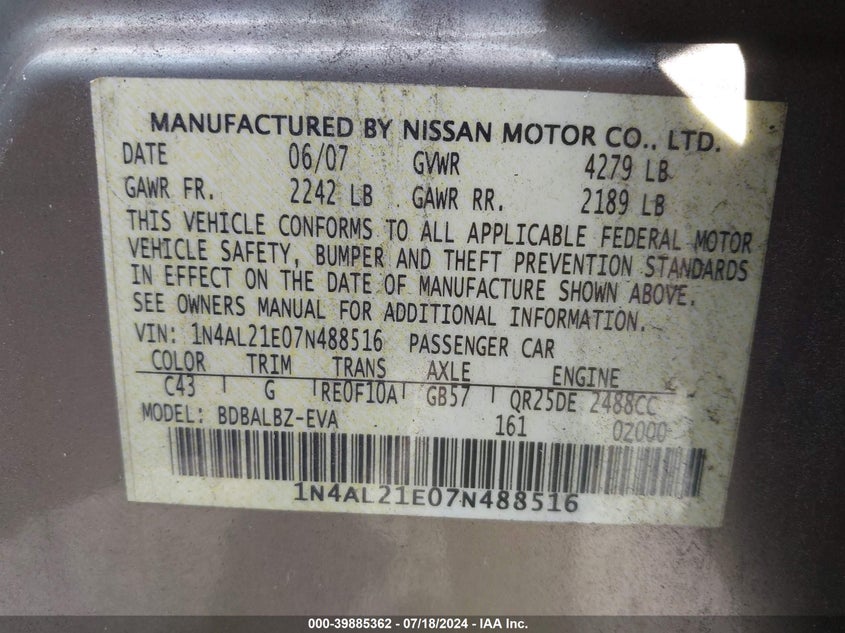 MANUFACTURED BY NISSAN MOTOR CO., LTD.
DATE 06/07 GVWR 4279 LB
GAWR FR. 2242 LB GAWR RR. 2189 LB
THIS VEHICLE CONFORMS TO ALL APPLICABLE FEDERAL MOTOR
VEHICLE SAFETY, BUMPER AND THEFT PREVENTION STANDARDS
IN EFFECT ON THE DATE OF MANUFACTURE SHOWN ABOVE.
SEE OWNERS MANUAL FOR ADDITIONAL INFORMATION.
VIN: 1N4AL21E07N488516 PASSENGER CAR
COLOR TRIM TRANS AXLE ENGINE
C43 G RE0F10A GB57 QR25DE 2488CC
MODEL: BDBALBZ-EVA 161 02000
1N4AL21E07N488516
000-39885362 - 07/18/2024 - IAA Inc.